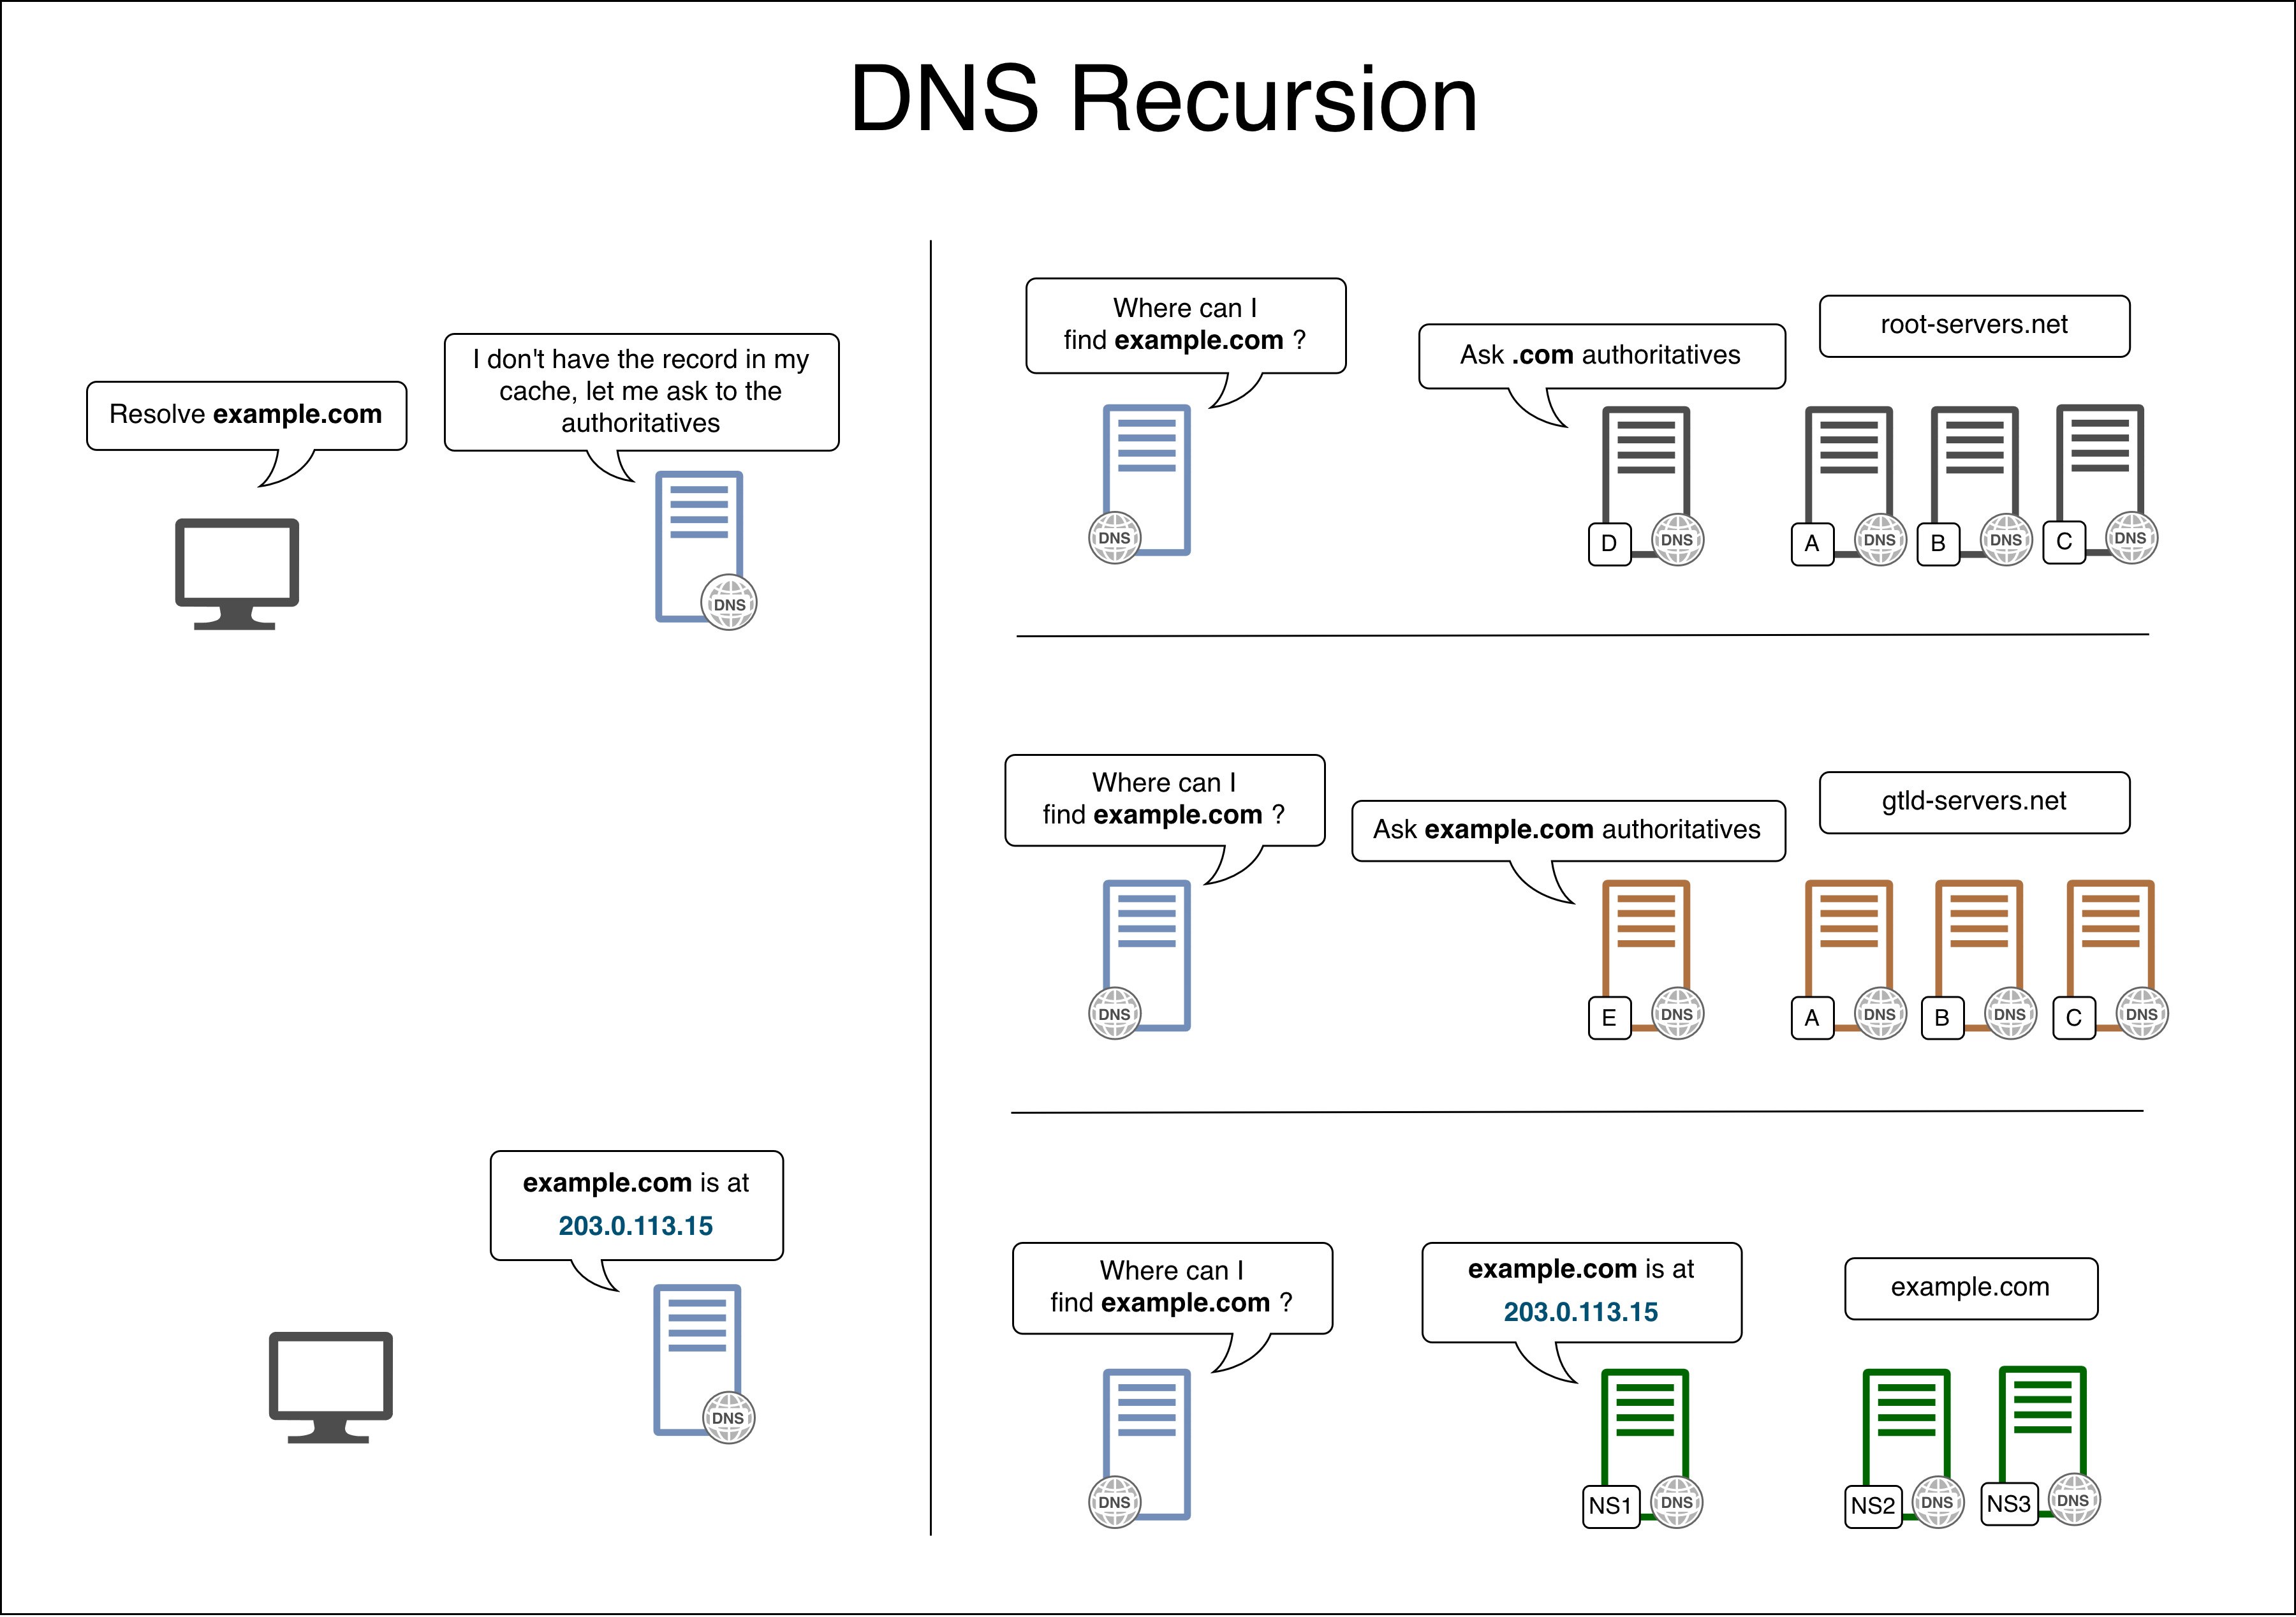 DNS Recursion
Resolve example.com
I don't have the record in my
cache, let me ask to the
authoritatives
DNS
example.com is at
203.0.113.15
DNS
Where can I
find example.com ?
Ask .com authoritatives
root-servers.net
DNS
D
DNS
A
DNS
B
DNS
C
DNS
Where can I
find example.com ?
Ask example.com authoritatives
gtld-servers.net
DNS
E
DNS
A
DNS
B
DNS
C
DNS
Where can I
find example.com ?
example.com is at
203.0.113.15
example.com
DNS
NS1
DNS
NS2
DNS
NS3
DNS